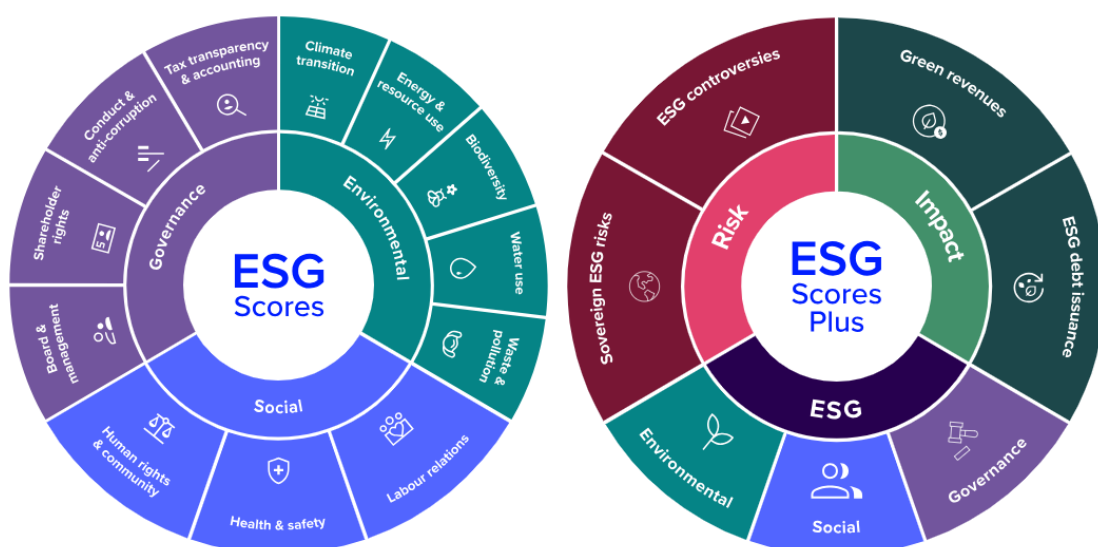 Tax transparency
& accounting
Climate
transition
Energy &
resource use
Biodiversity
Water use
Waste &
pollution
Labour relations
Health & safety
Human rights
& community
Board &
management
Shareholder
rights
Conduct &
anti-corruption
Governance
Environmental
Social
ESG
Scores
ESG controversies
Green revenues
ESG debt issuance
Governance
Social
Environmental
Sovereign ESG risks
Risk
Impact
ESG
ESG
Scores
Plus